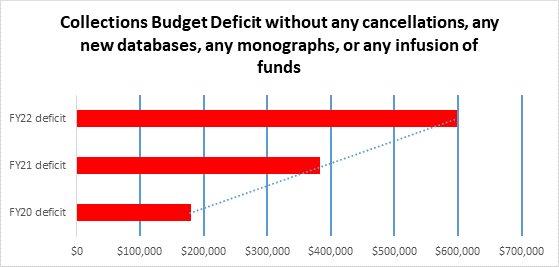 Collections Budget Deficit without any cancellations, any
new databases, any monographs, or any infusion of
funds
FY22 deficit
FY21 deficit
FY20 deficit
$0 $100,000 $200,000 $300,000 $400,000 $500,000 $600,000 $700,000